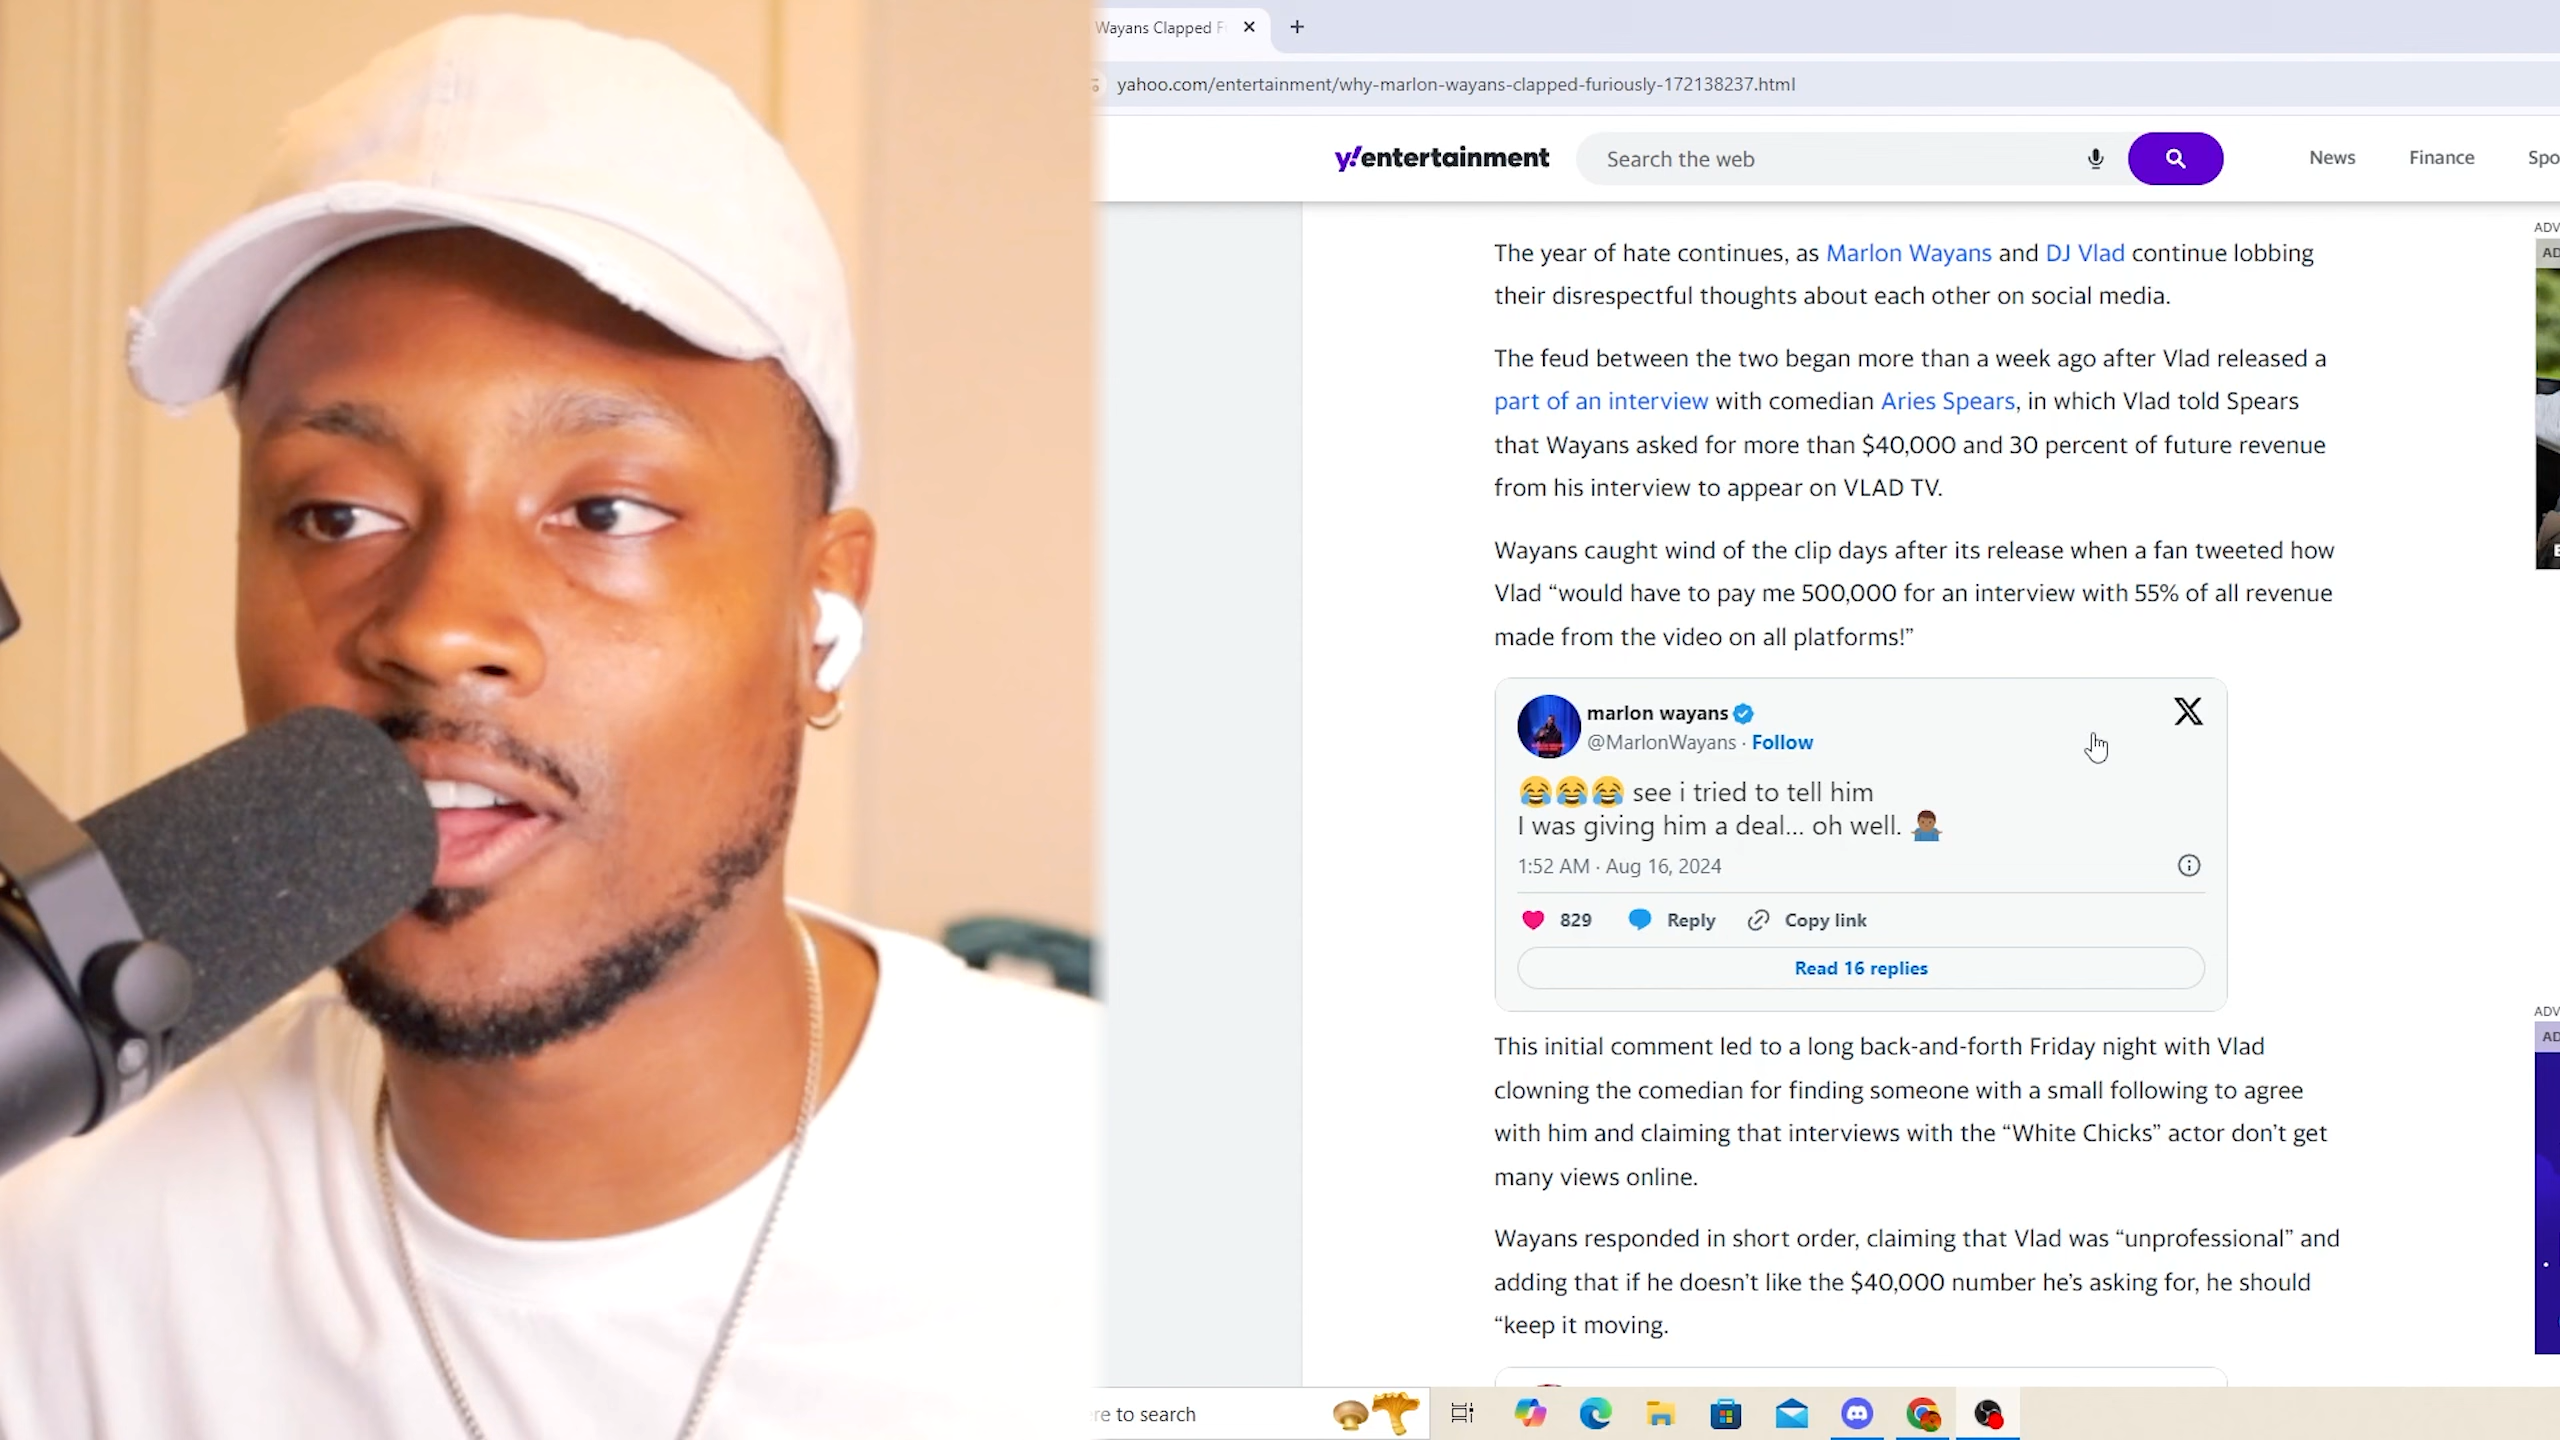 Wayans Clapped F
yahoo.com/entertainment/why-marlon-wayans-clapped-furiously-172138237.html
y!entertainment
Search the web
News
Finance
Spo
ADV
AD
The year of hate continues, as Marlon Wayans and DJ Vlad continue lobbing
their disrespectful thoughts about each other on social media.
The feud between the two began more than a week ago after Vlad released a
part of an interview with comedian Aries Spears, in which Vlad told Spears
that Wayans asked for more than $40,000 and 30 percent of future revenue
from his interview to appear on VLAD TV.
Wayans caught wind of the clip days after its release when a fan tweeted how
Vlad “would have to pay me 500,000 for an interview with 55% of all revenue
made from the video on all platforms!”
marlon wayans
@MarlonWayans · Follow
😂😂😂 see i tried to tell him
I was giving him a deal... oh well. 🤷🏾‍♂️
1:52 AM · Aug 16, 2024
829
Reply
Copy link
Read 16 replies
ADV
AD
This initial comment led to a long back-and-forth Friday night with Vlad
clowning the comedian for finding someone with a small following to agree
with him and claiming that interviews with the “White Chicks” actor don’t get
many views online.
Wayans responded in short order, claiming that Vlad was “unprofessional” and
adding that if he doesn’t like the $40,000 number he’s asking for, he should
“keep it moving.
re to search